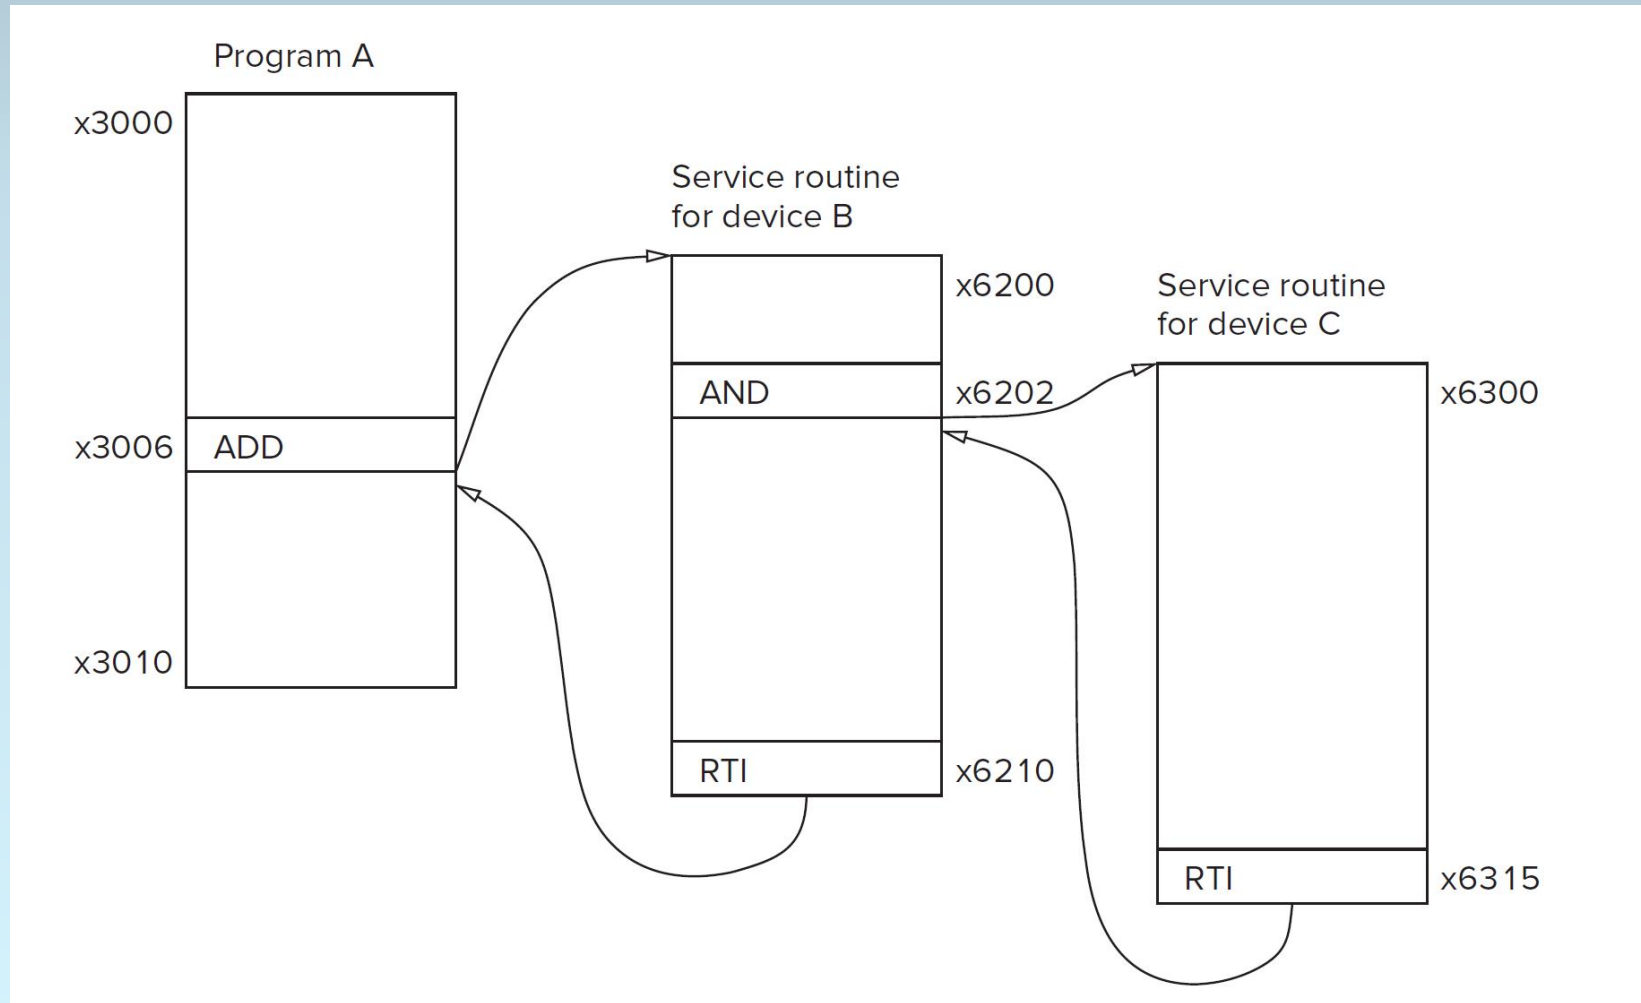 Program A
x3000
x3006
ADD
x3010
Service routine
for device B
x6200
AND
x6202
RTI
x6210
Service routine
for device C
x6300
RTI
x6315